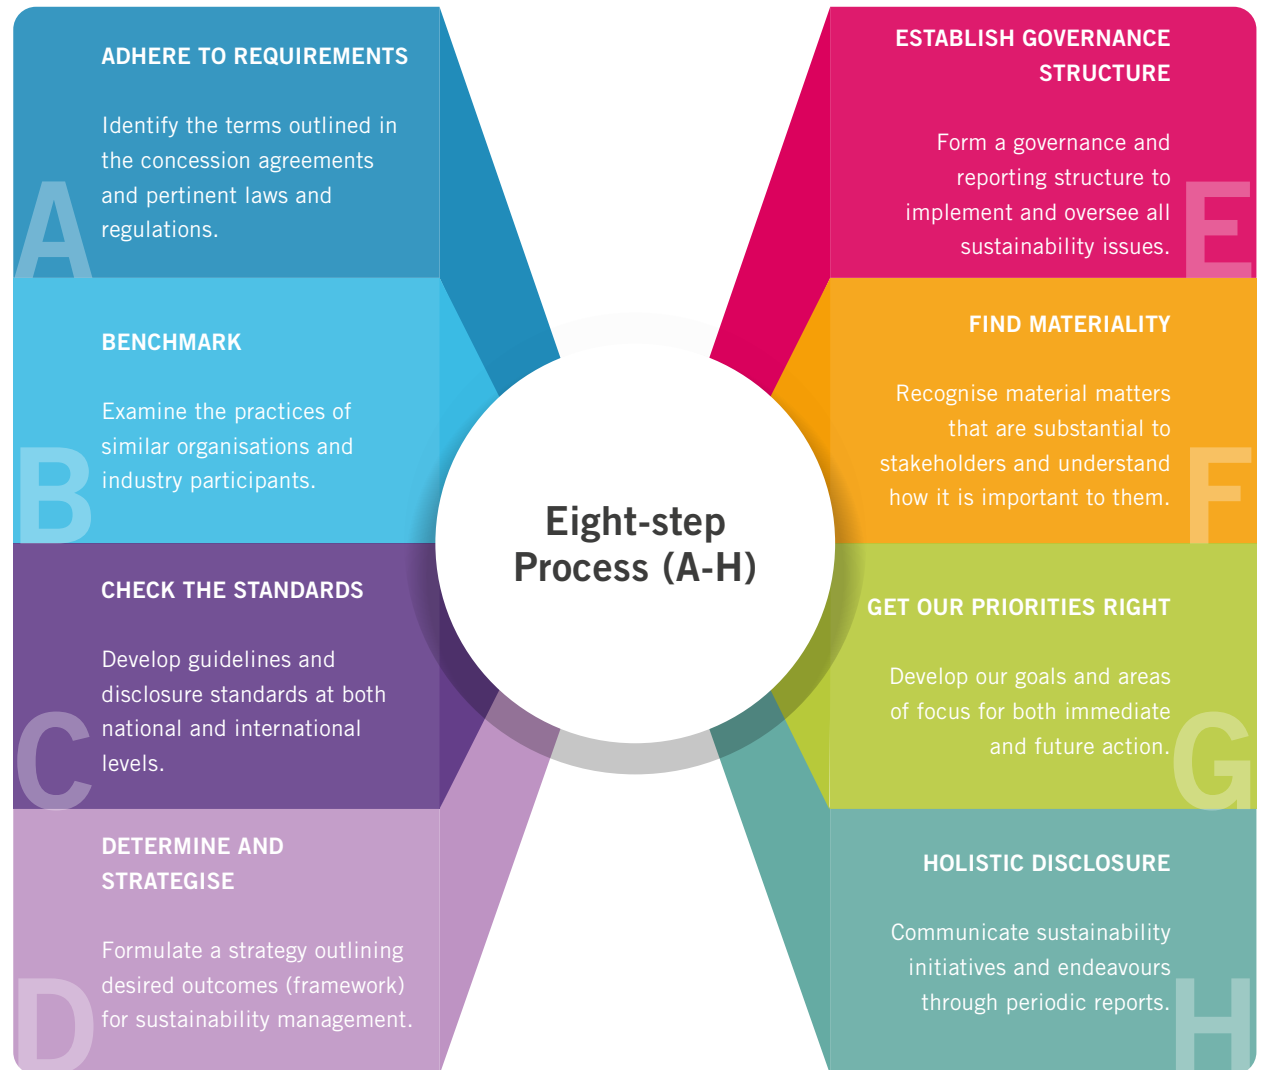 ADHERE TO REQUIREMENTS
Identify the terms outlined in
the concession agreements
and pertinent laws and
regulations.
A
BENCHMARK
Examine the practices of
similar organisations and
industry participants.
B
CHECK THE STANDARDS
Develop guidelines and
disclosure standards at both
national and international
levels.
C
DETERMINE AND
STRATEGISE
Formulate a strategy outlining
desired outcomes (framework)
for sustainability management.
D
Eight-step
Process (A-H)
ESTABLISH GOVERNANCE
STRUCTURE
Form a governance and
reporting structure to
implement and oversee all
sustainability issues.
E
FIND MATERIALITY
Recognise material matters
that are substantial to
stakeholders and understand
how it is important to them.
F
GET OUR PRIORITIES RIGHT
Develop our goals and areas
of focus for both immediate
and future action.
G
HOLISTIC DISCLOSURE
Communicate sustainability
initiatives and endeavours
through periodic reports.
H